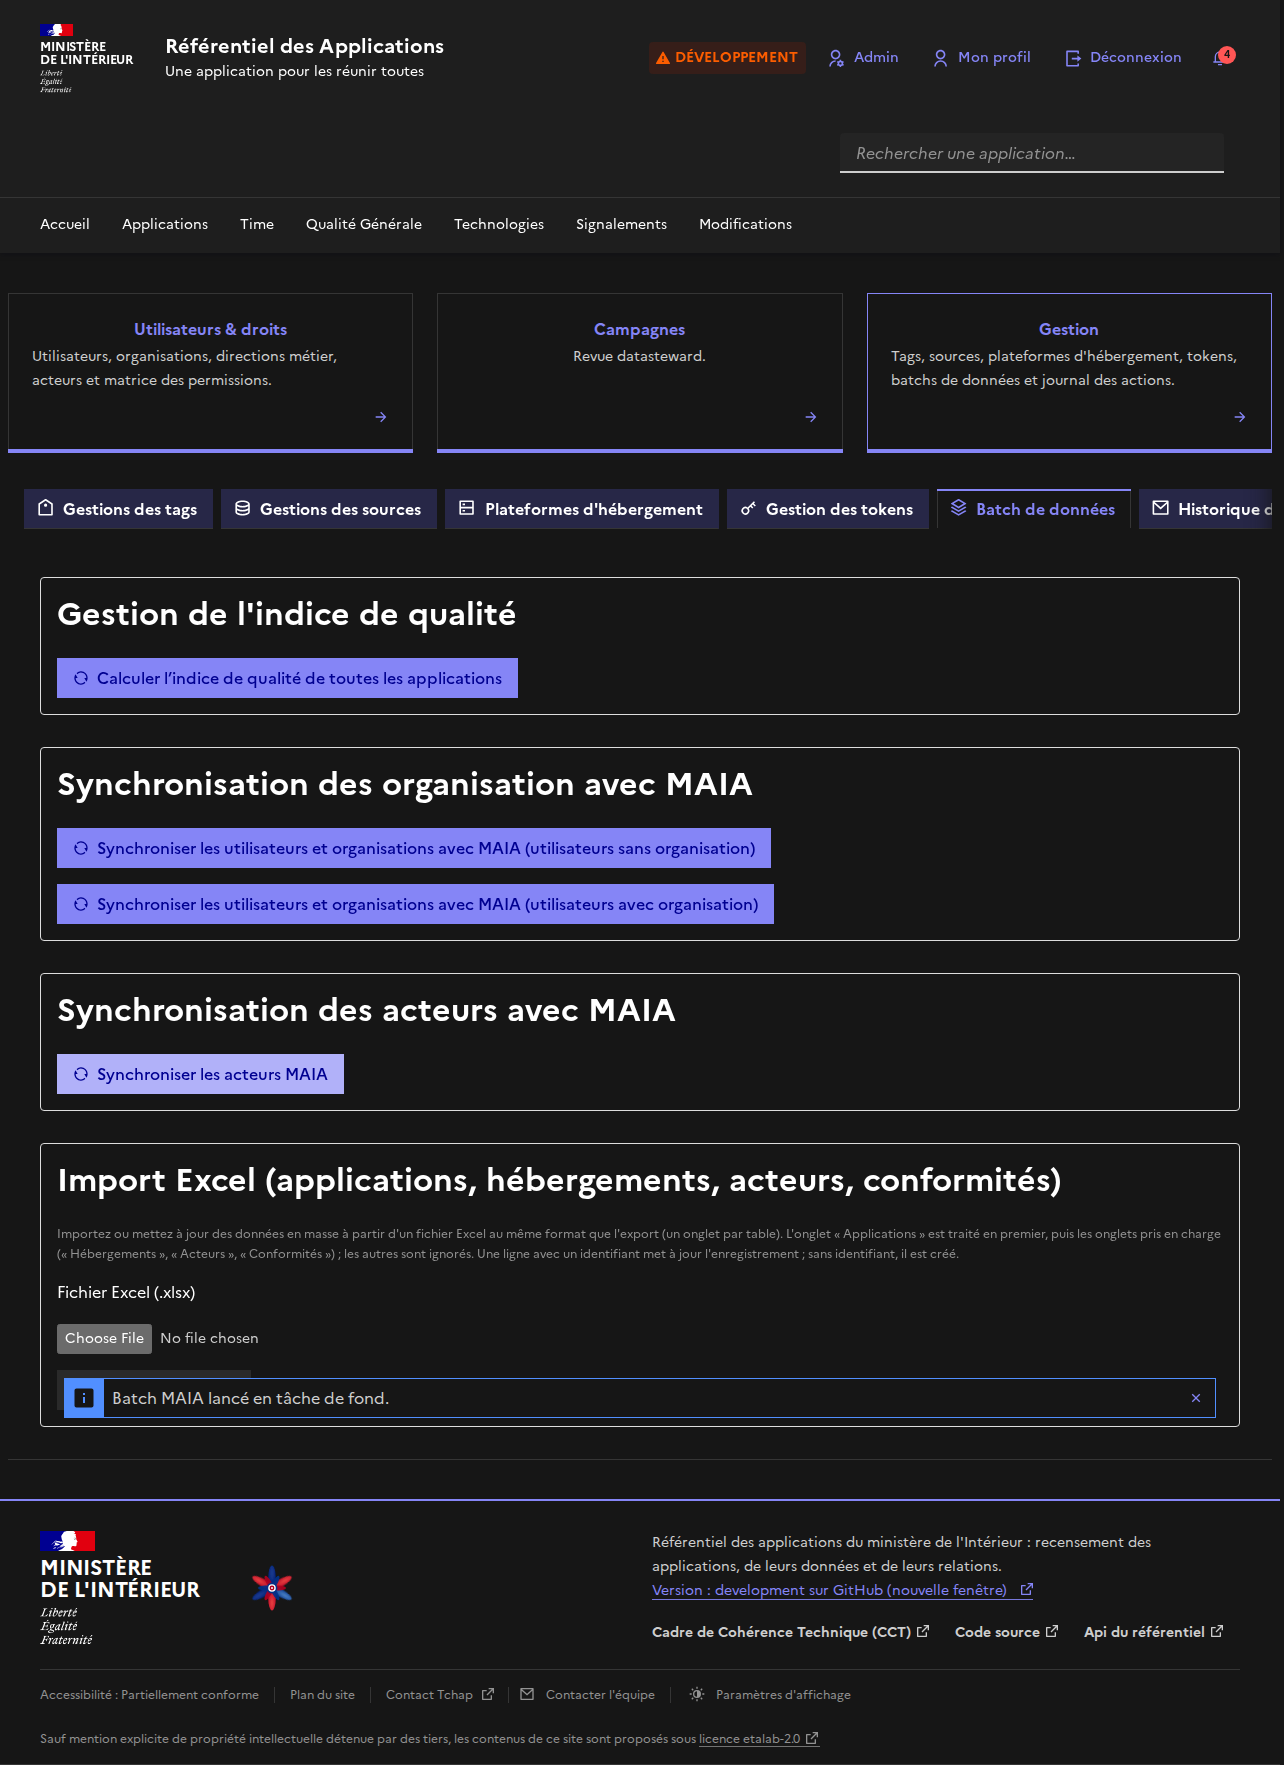 MINISTÈRE
DE L'INTÉRIEUR
Liberté
Égalité
Fraternité
Référentiel des Applications
Une application pour les réunir toutes
DÉVELOPPEMENT
Admin
Mon profil
Déconnexion
4
Rechercher une application...
Accueil
Applications
Time
Qualité Générale
Technologies
Signalements
Modifications
Utilisateurs & droits
Utilisateurs, organisations, directions métier,
acteurs et matrice des permissions.
Campagnes
Revue datasteward.
Gestion
Tags, sources, plateformes d'hébergement, tokens,
batchs de données et journal des actions.
Gestions des tags
Gestions des sources
Plateformes d'hébergement
Gestion des tokens
Batch de données
Historique d
Gestion de l'indice de qualité
Calculer l’indice de qualité de toutes les applications
Synchronisation des organisation avec MAIA
Synchroniser les utilisateurs et organisations avec MAIA (utilisateurs sans organisation)
Synchroniser les utilisateurs et organisations avec MAIA (utilisateurs avec organisation)
Synchronisation des acteurs avec MAIA
Synchroniser les acteurs MAIA
Import Excel (applications, hébergements, acteurs, conformités)
Importez ou mettez à jour des données en masse à partir d'un fichier Excel au même format que l'export (un onglet par table). L'onglet « Applications » est traité en premier, puis les onglets pris en charge
(« Hébergements », « Acteurs », « Conformités ») ; les autres sont ignorés. Une ligne avec un identifiant met à jour l'enregistrement ; sans identifiant, il est créé.
Fichier Excel (.xlsx)
Choose File No file chosen
Batch MAIA lancé en tâche de fond.
MINISTÈRE
DE L'INTÉRIEUR
Liberté
Égalité
Fraternité
Référentiel des applications du ministère de l'Intérieur : recensement des
applications, de leurs données et de leurs relations.
Version : development sur GitHub (nouvelle fenêtre)
Cadre de Cohérence Technique (CCT)
Code source
Api du référentiel
Accessibilité : Partiellement conforme
Plan du site
Contact Tchap
Contacter l'équipe
Paramètres d'affichage
Sauf mention explicite de propriété intellectuelle détenue par des tiers, les contenus de ce site sont proposés sous licence etalab-2.0